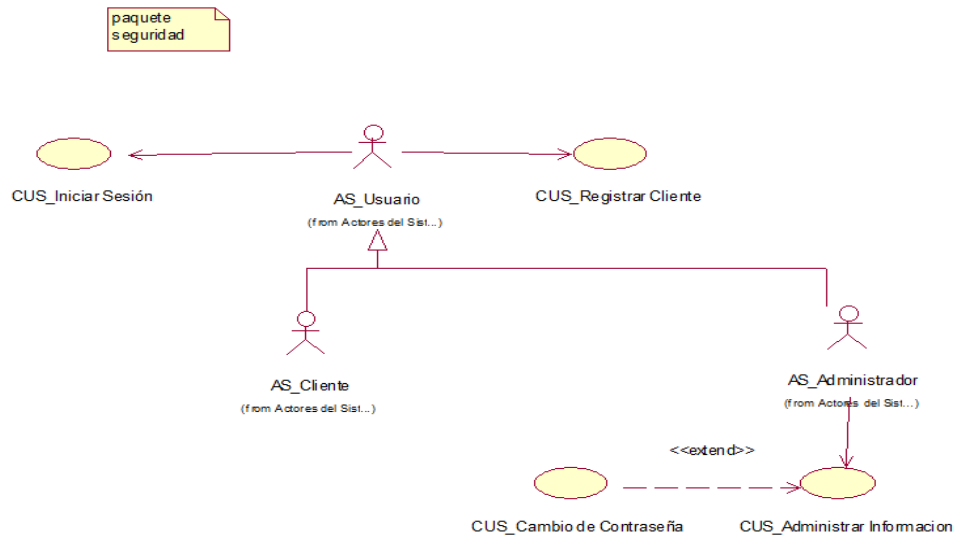 paquete
seguridad
CUS_Iniciar Sesión
AS_Usuario
(from Actores del Sist...)
CUS_Registrar Cliente
AS_Cliente
(from Actores del Sist...)
AS_Administrador
(from Actores del Sist...)
<<extend>>
CUS_Cambio de Contraseña
CUS_Administrar Informacion